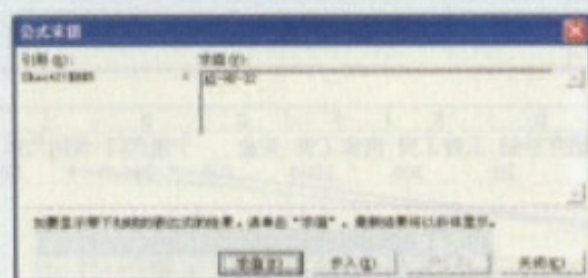 公式求值
引用(R):
求值(V):
=
如要显示带下划线的表达式的结果，请单击“求值”。最新结果将以斜体显示。
求值(E)
步入(I)
关闭(C)